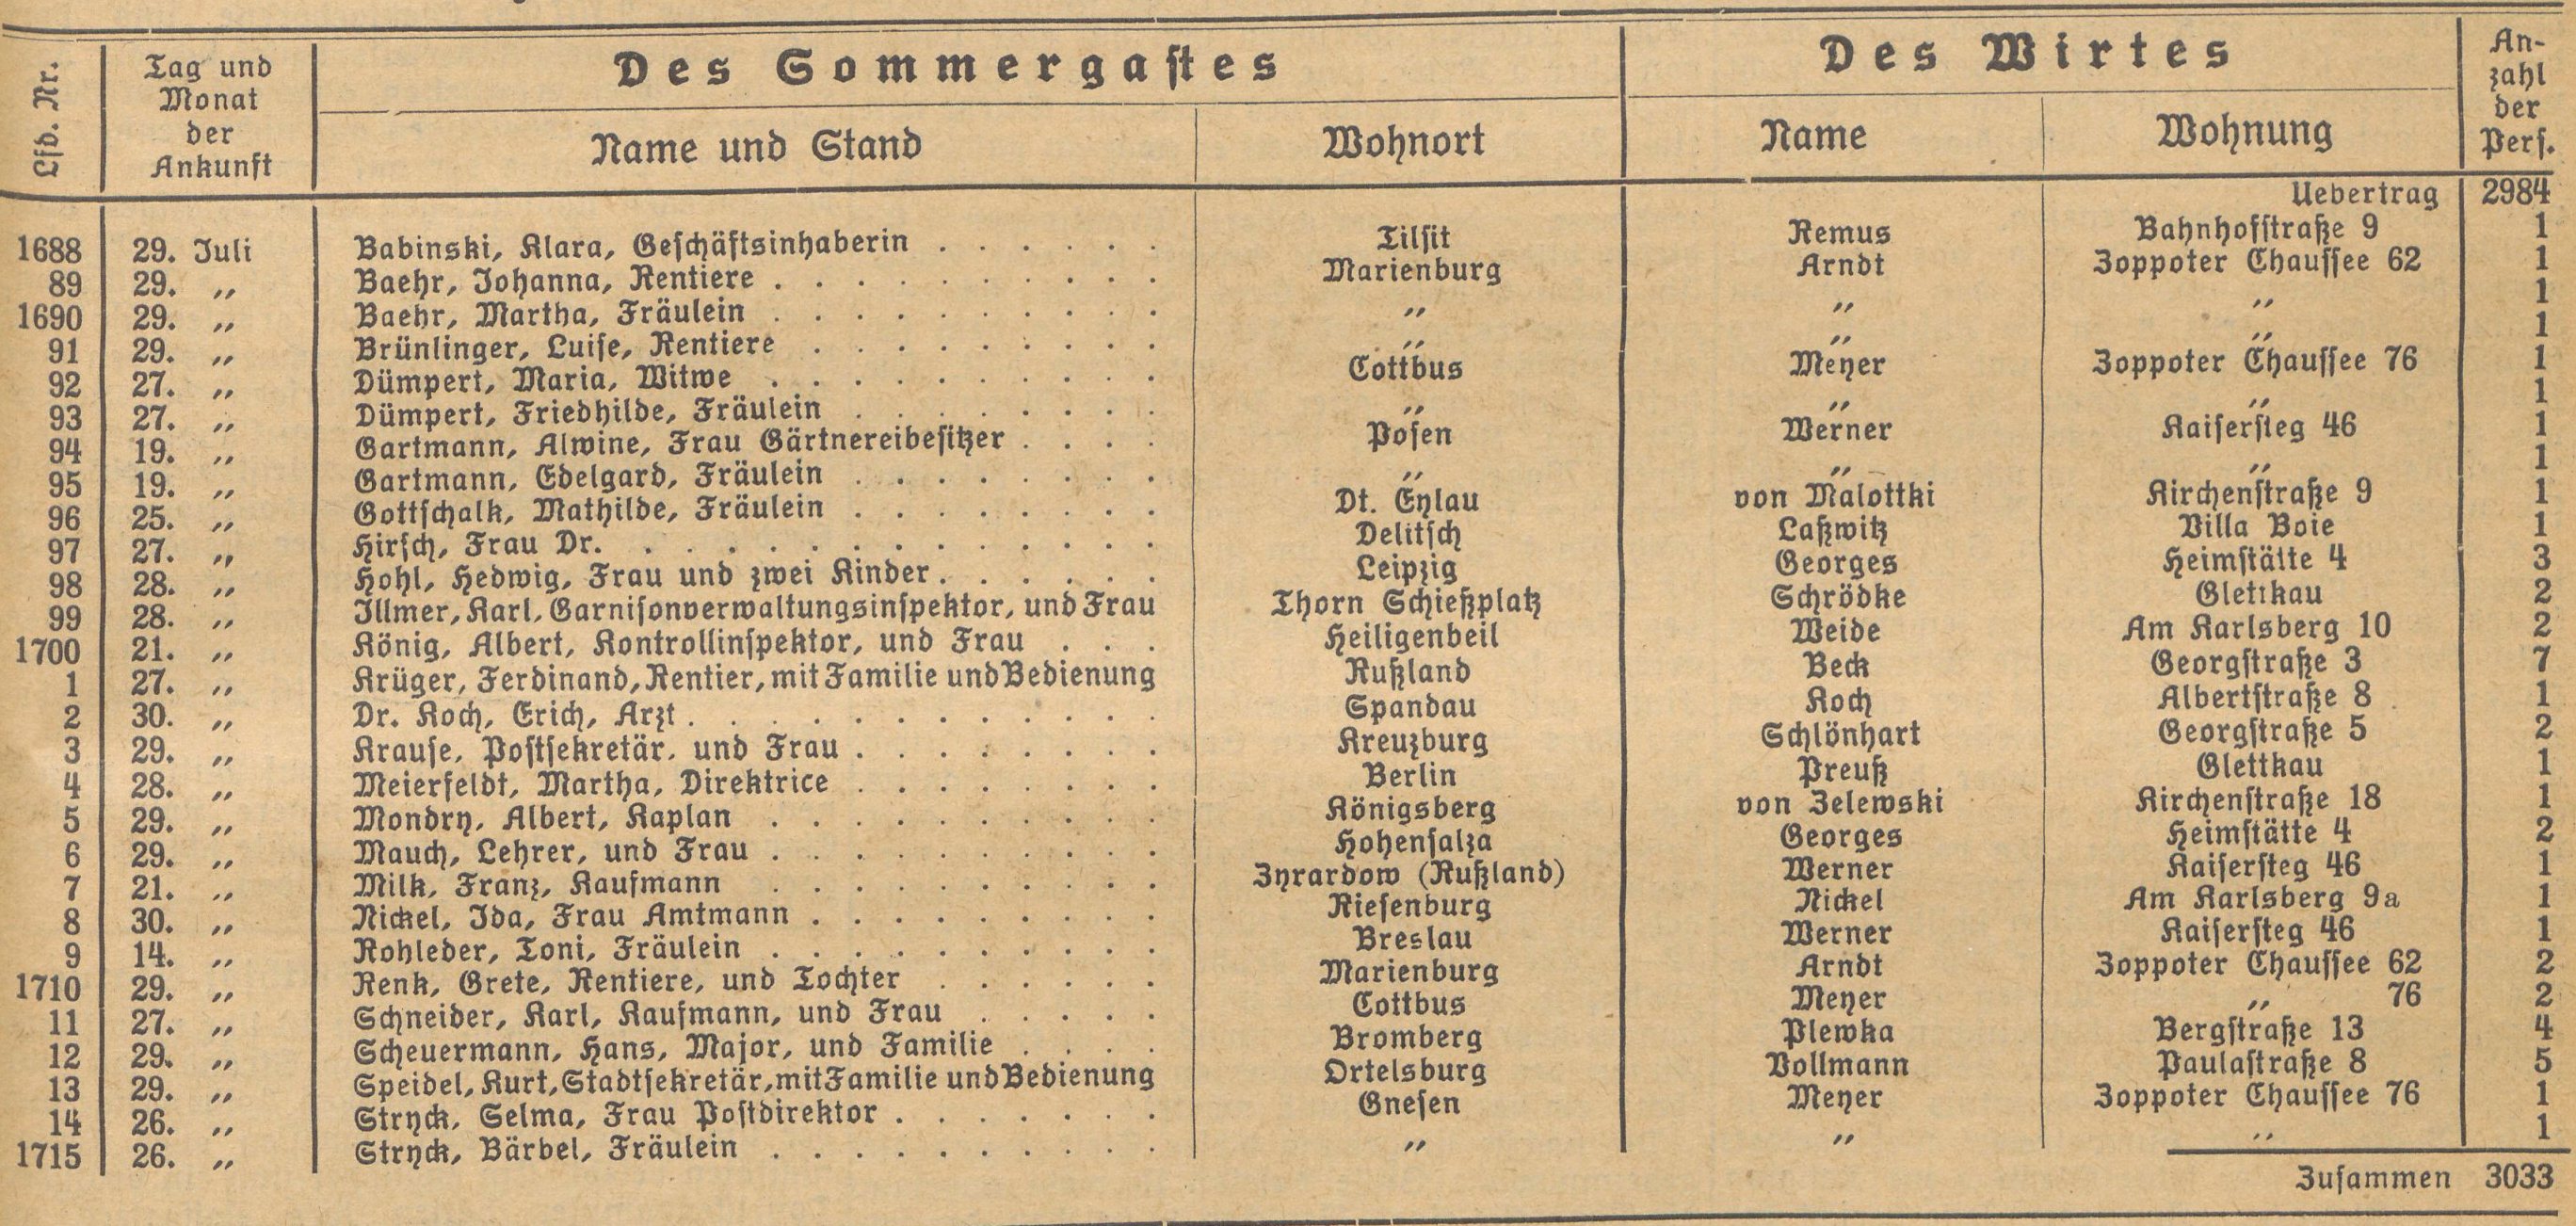 Lfd. Nr. Tag und Monat der Ankunft Des Sommergastes Des Wirtes An-zahl der Pers.
Name und Stand Wohnort Name Wohnung
Uebertrag 2984
1688 29. Juli Babinski, Klara, Geschäftsinhaberin . . . . . . Tilsit Remus Bahnhofstraße 9 1
89 29. „ Baehr, Johanna, Rentiere . . . . . . . . . . Marienburg Arndt Zoppoter Chaussee 62 1
1690 29. „ Baehr, Martha, Fräulein . . . . . . . . . . „ „ „ 1
91 29. „ Brünlinger, Luise, Rentiere . . . . . . . . . „ „ „ 1
92 27. „ Dümpert, Maria, Witwe . . . . . . . . . . Cottbus Meyer Zoppoter Chaussee 76 1
93 27. „ Dümpert, Friedhilde, Fräulein . . . . . . . . „ „ „ 1
94 19. „ Gartmann, Alwine, Frau Gärtnereibesitzer . . . . Posen Werner Kaisersteg 46 1
95 19. „ Gartmann, Edelgard, Fräulein . . . . . . . . „ „ „ 1
96 25. „ Gottschalk, Mathilde, Fräulein . . . . . . . . Dt. Eylau von Malottki Kirchenstraße 9 1
97 27. „ Hirsch, Frau Dr. . . . . . . . . . . . . . . Delitsch Laßwitz Villa Boie 1
98 28. „ Hohl, Hedwig, Frau und zwei Kinder . . . . . . Leipzig Georges Heimstätte 4 3
99 28. „ Illmer, Karl, Garnisonverwaltungsinspektor, und Frau Thorn Schießplatz Schrödke Glettkau 2
1700 21. „ König, Albert, Kontrollinspektor, und Frau . . . Heiligenbeil Weide Am Karlsberg 10 2
1 27. „ Krüger, Ferdinand, Rentier, mit Familie und Bedienung Rußland Beck Georgstraße 3 7
2 30. „ Dr. Koch, Erich, Arzt . . . . . . . . . . . . Spandau Koch Albertstraße 8 1
3 29. „ Krause, Postsekretär, und Frau . . . . . . . . Kreuzburg Schlönhart Georgstraße 5 2
4 28. „ Meierfeldt, Martha, Direktrice . . . . . . . . Berlin Preuß Glettkau 1
5 29. „ Mondry, Albert, Kaplan . . . . . . . . . . Königsberg von Zelewski Kirchenstraße 18 1
6 29. „ Mauch, Lehrer, und Frau . . . . . . . . . . Hohensalza Georges Heimstätte 4 2
7 21. „ Milk, Franz, Kaufmann . . . . . . . . . . Zyrardow (Rußland) Werner Kaisersteg 46 1
8 30. „ Nickel, Ida, Frau Amtmann . . . . . . . . . Riesenburg Nickel Am Karlsberg 9a 1
9 14. „ Rohleder, Toni, Fräulein . . . . . . . . . . Breslau Werner Kaisersteg 46 1
1710 29. „ Renk, Grete, Rentiere, und Tochter . . . . . . Marienburg Arndt Zoppoter Chaussee 62 2
11 27. „ Schneider, Karl, Kaufmann, und Frau . . . . . Cottbus Meyer „ 76 2
12 29. „ Scheuermann, Hans, Major, und Familie . . . . Bromberg Plewka Bergstraße 13 4
13 29. „ Speidel, Kurt, Stadtsekretär, mit Familie und Bedienung Ortelsburg Vollmann Paulastraße 8 5
14 26. „ Stryck, Selma, Frau Postdirektor . . . . . . . Gnesen Meyer Zoppoter Chaussee 76 1
1715 26. „ Stryck, Bärbel, Fräulein . . . . . . . . . . „ „ „ 1
Zusammen 3033